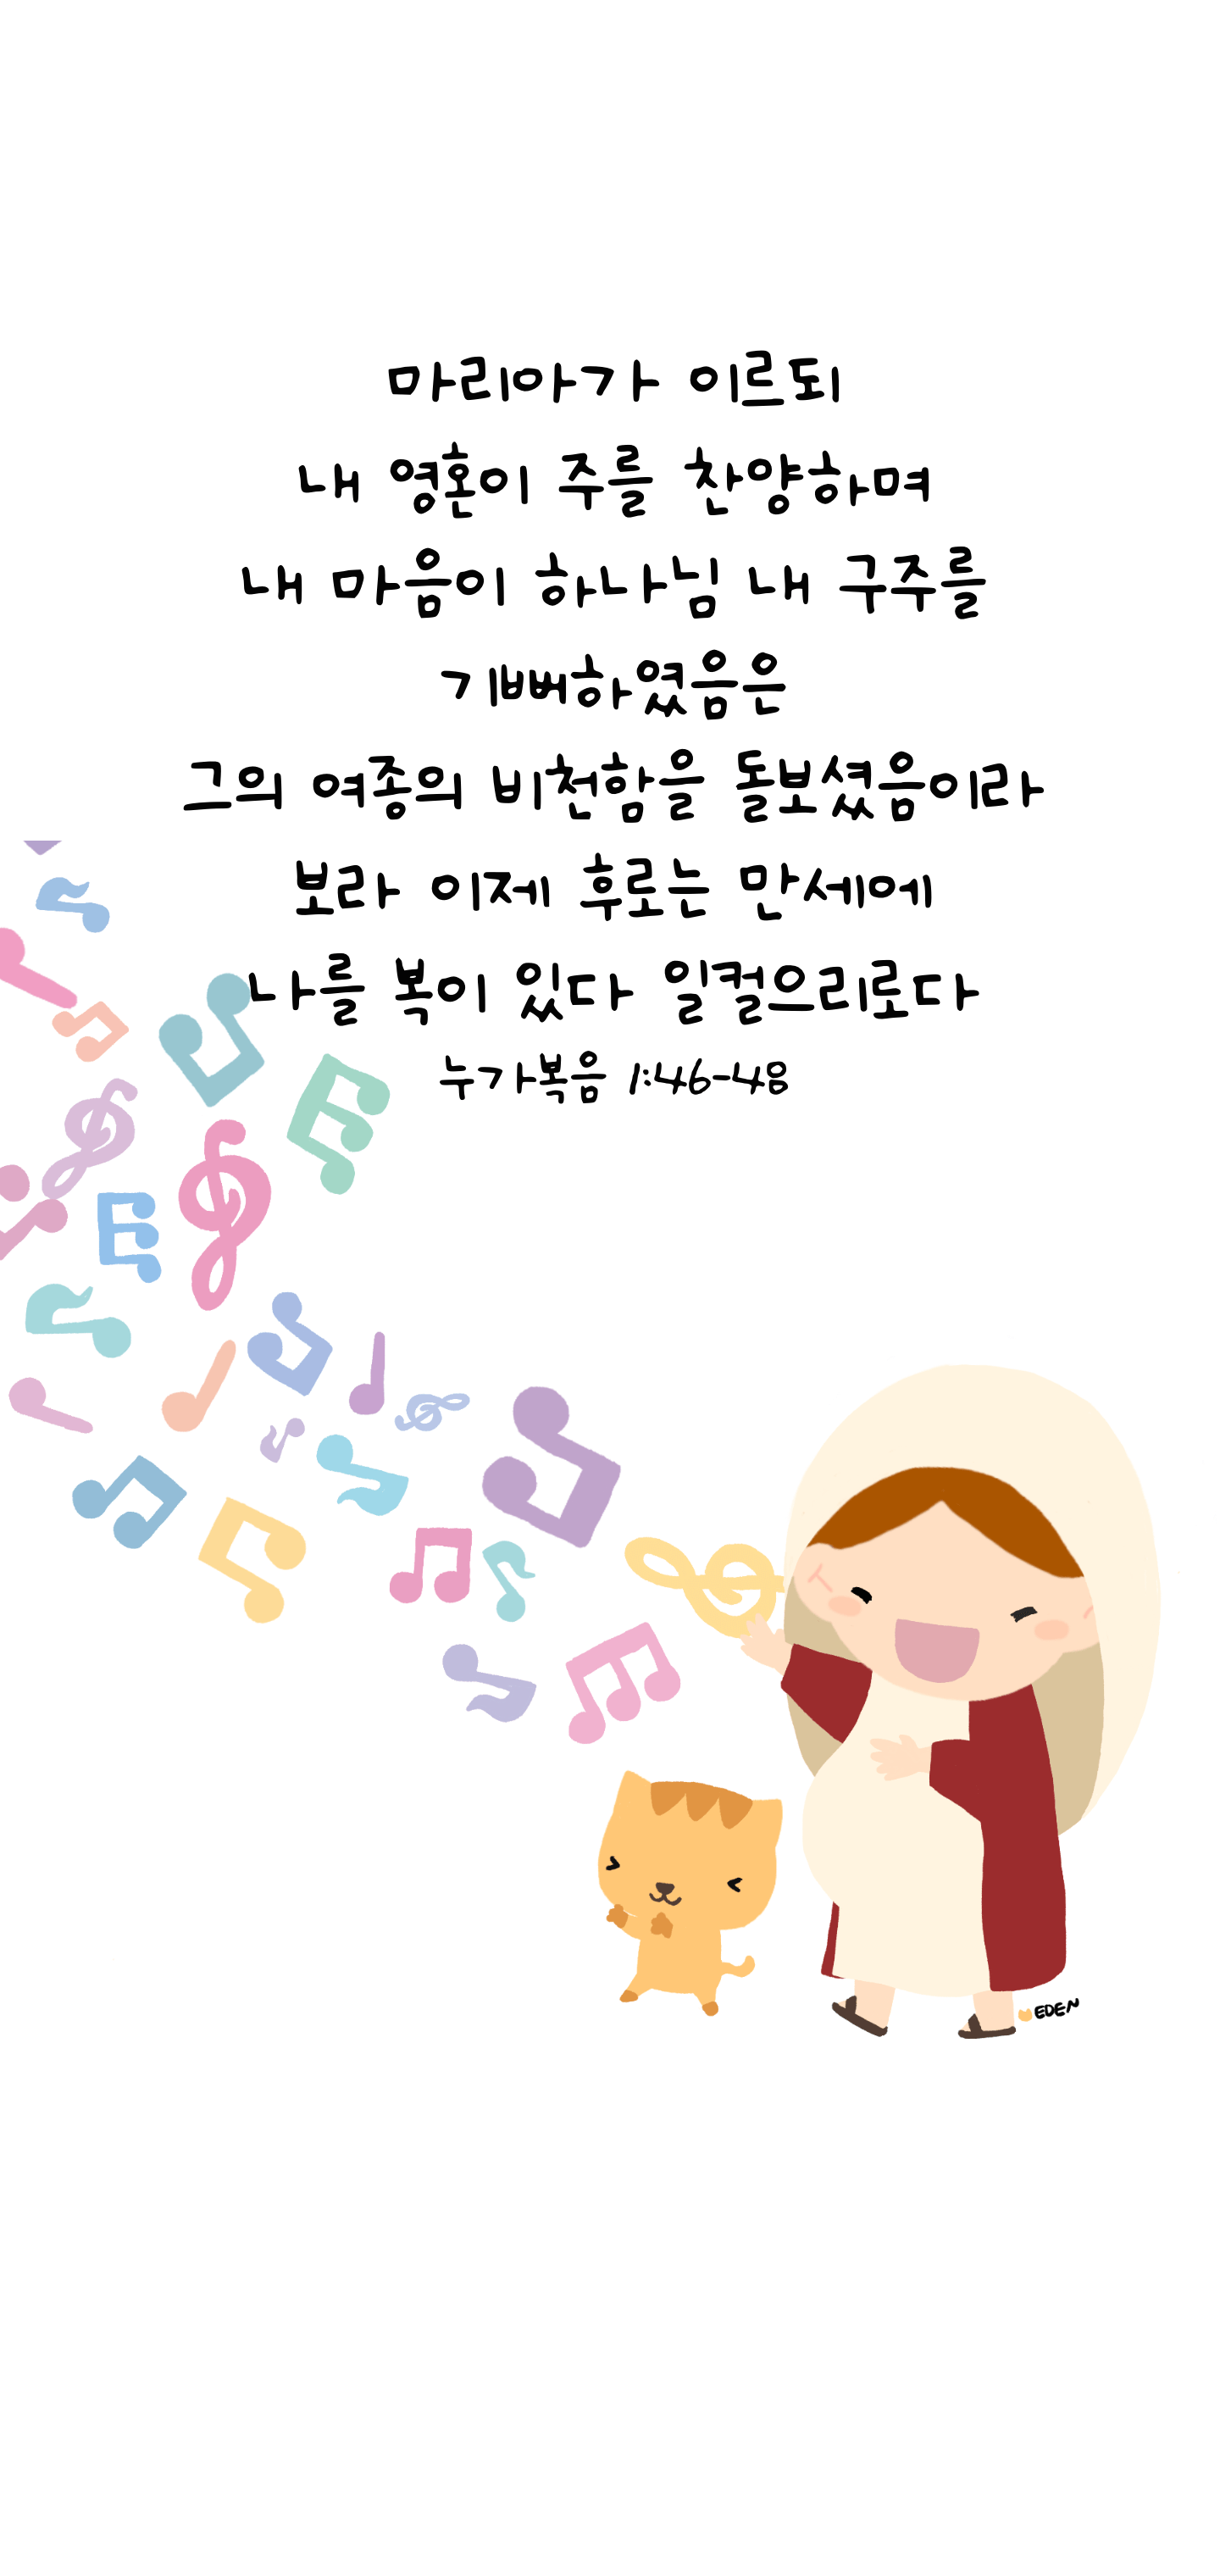 마리아가 이르되
내 영혼이 주를 찬양하며
내 마음이 하나님 내 구주를
기뻐하였음은
그의 여종의 비천함을 돌보셨음이라
보라 이제 후로는 만세에
나를 복이 있다 일컬으리로다
누가복음 1:46-48
EDEN